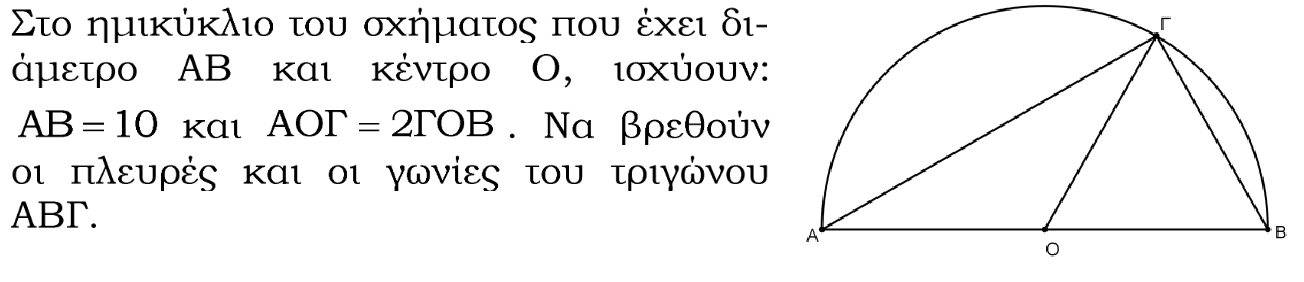 Στο ημικύκλιο του σχήματος που έχει δι-
άμετρο ΑΒ και κέντρο Ο, ισχύουν:
ΑΒ = 10 και ΑΟΓ = 2ΓΟΒ . Να βρεθούν
οι πλευρές και οι γωνίες του τριγώνου
ΑΒΓ.
Γ
Α
Ο
Β